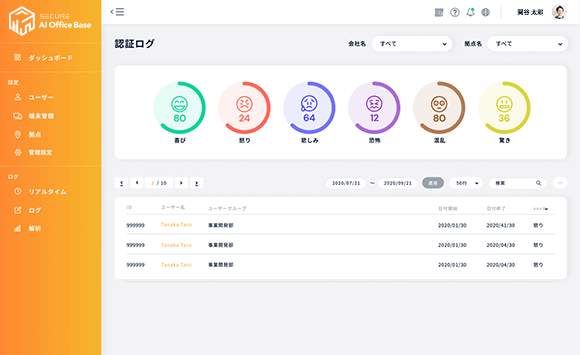 SECURE
AI Office Base
関谷 太郎
ダッシュボード
設定
ユーザー
端末管理
拠点
管理設定
ログ
リアルタイム
ログ
解析
認証ログ
会社名 すべて
拠点名 すべて
80 24 64 12 80 36
喜び 怒り 悲しみ 恐怖 混乱 驚き
2 / 10
2020/07/21 〜 2020/09/21 適用 50行 検索
ID ユーザー名 ユーザーグループ 日付開始 日付終了
999999 Tanaka Taro 事業開発部 2020/01/30 2020/41/30 怒り
999999 Tanaka Taro 事業開発部 2020/01/30 2020/04/30 怒り
999999 Tanaka Taro 事業開発部 2020/01/30 2020/04/30 怒り